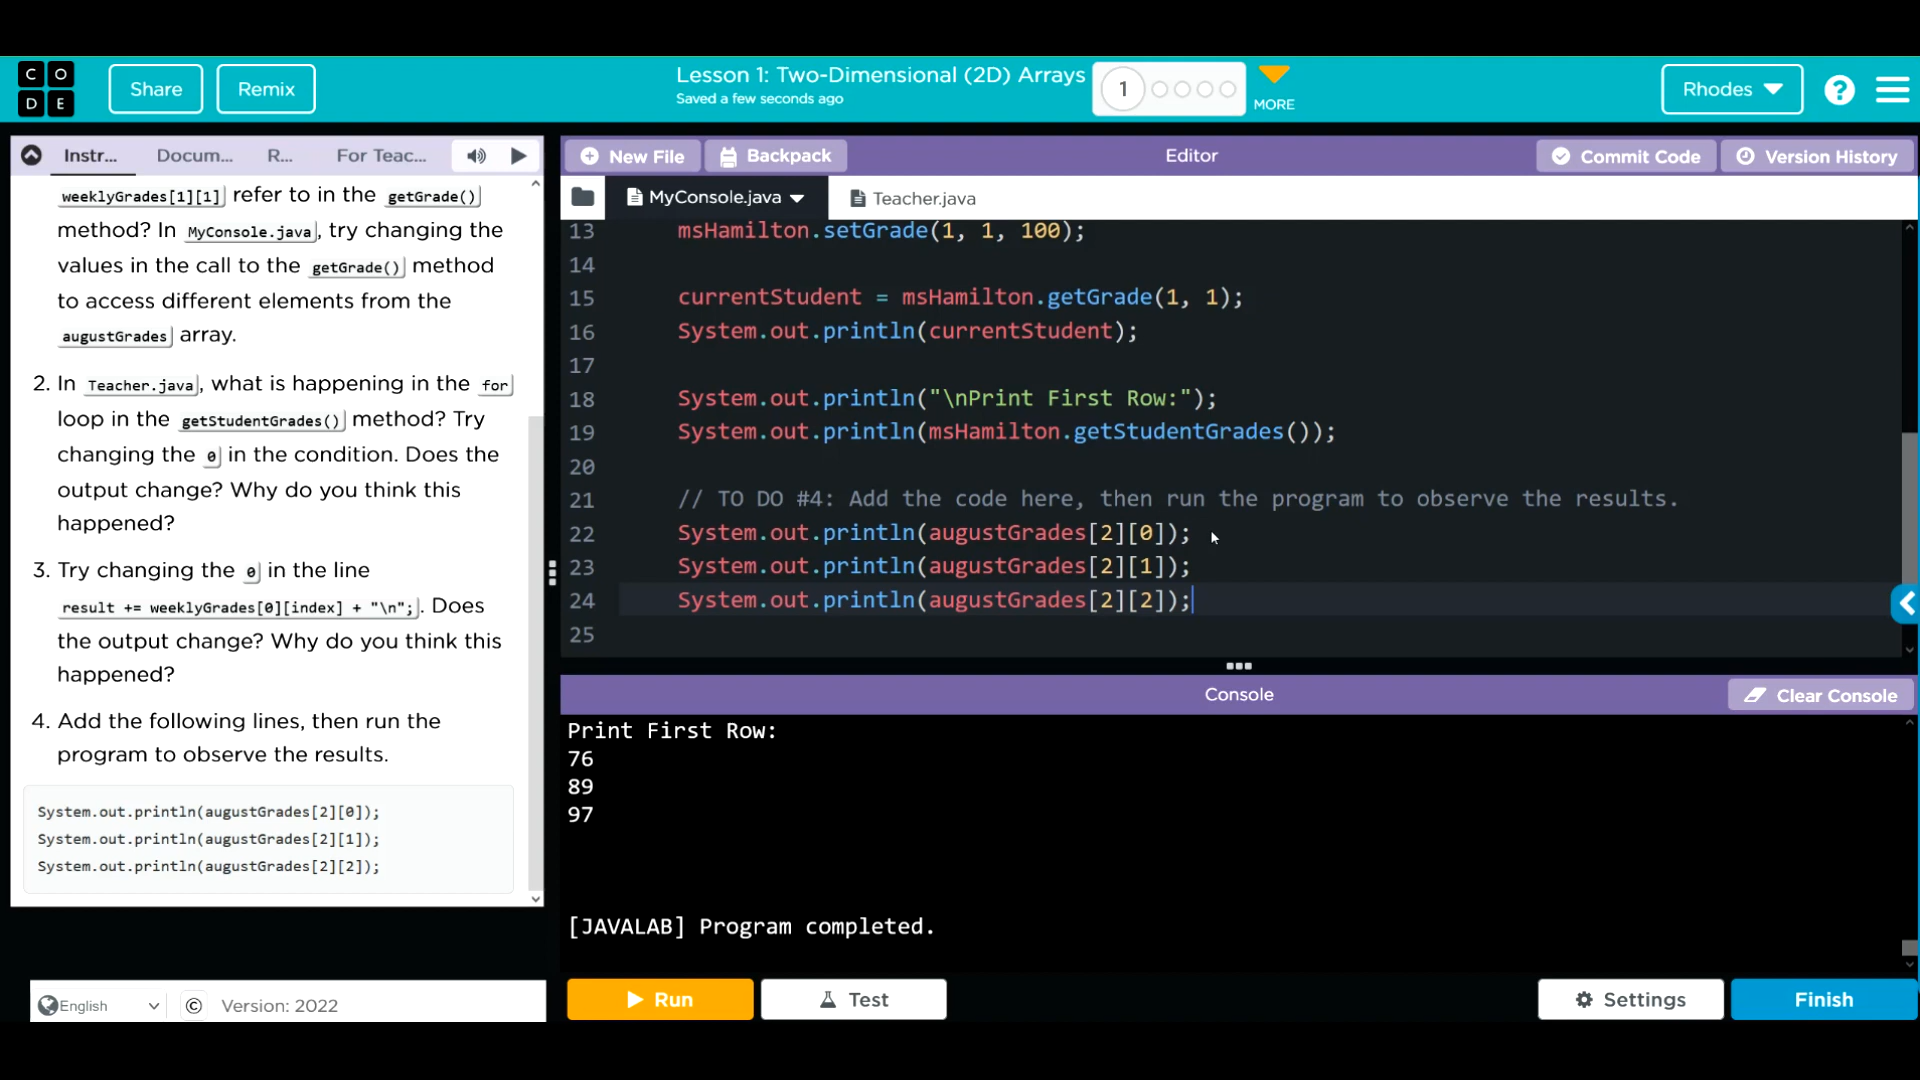 C O
D E
Share
Remix
Lesson 1: Two-Dimensional (2D) Arrays
Saved a few seconds ago
1
MORE
Rhodes
?
Instr...
Docum...
R...
For Teac...
weeklyGrades[1][1] refer to in the getGrade()
method? In MyConsole.java, try changing the
values in the call to the getGrade() method
to access different elements from the
augustGrades array.
2. In Teacher.java, what is happening in the for
loop in the getStudentGrades() method? Try
changing the 0 in the condition. Does the
output change? Why do you think this
happened?
3. Try changing the 0 in the line
result += weeklyGrades[0][index] + "\n";. Does
the output change? Why do you think this
happened?
4. Add the following lines, then run the
program to observe the results.
System.out.println(augustGrades[2][0]);
System.out.println(augustGrades[2][1]);
System.out.println(augustGrades[2][2]);
English
© Version: 2022
New File
Backpack
Editor
Commit Code
Version History
MyConsole.java
Teacher.java
13 msHamilton.setGrade(1, 1, 100);
14
15 currentStudent = msHamilton.getGrade(1, 1);
16 System.out.println(currentStudent);
17
18 System.out.println("\nPrint First Row:");
19 System.out.println(msHamilton.getStudentGrades());
20
21 // TO DO #4: Add the code here, then run the program to observe the results.
22 System.out.println(augustGrades[2][0]);
23 System.out.println(augustGrades[2][1]);
24 System.out.println(augustGrades[2][2]);
25
Console
Clear Console
Print First Row:
76
89
97
[JAVALAB] Program completed.
Run
Test
Settings
Finish